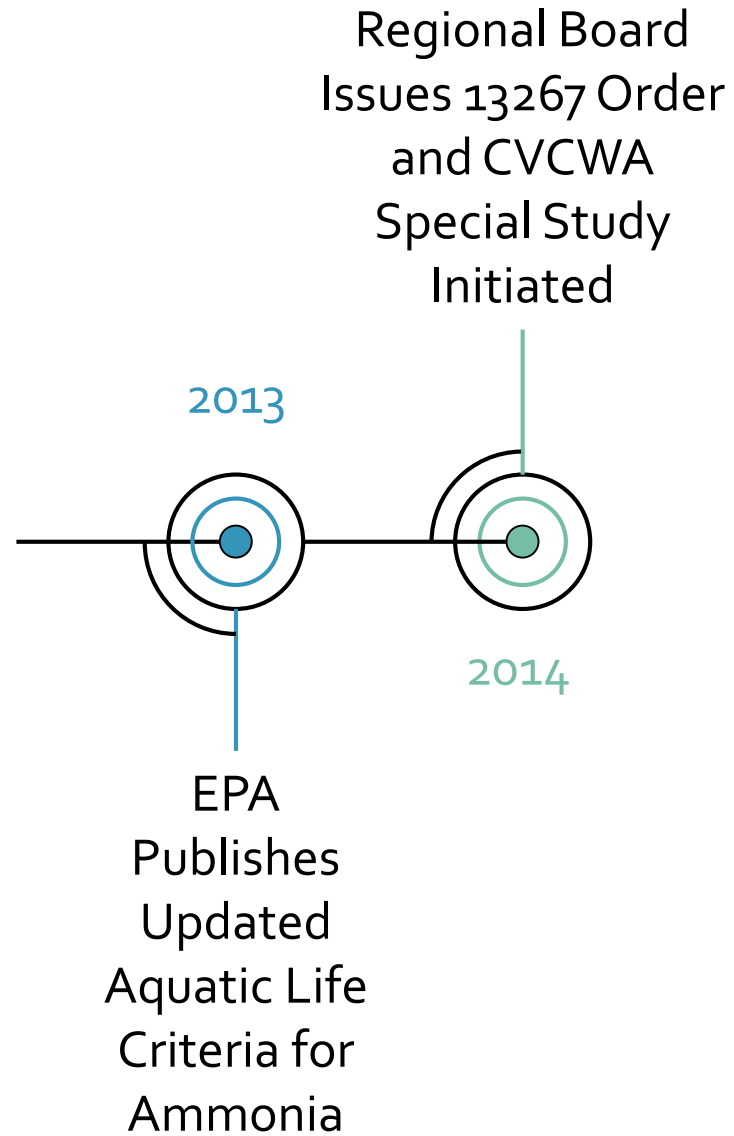 Regional Board
Issues 13267 Order
and CVCWA
Special Study
Initiated
2013
2014
EPA
Publishes
Updated
Aquatic Life
Criteria for
Ammonia